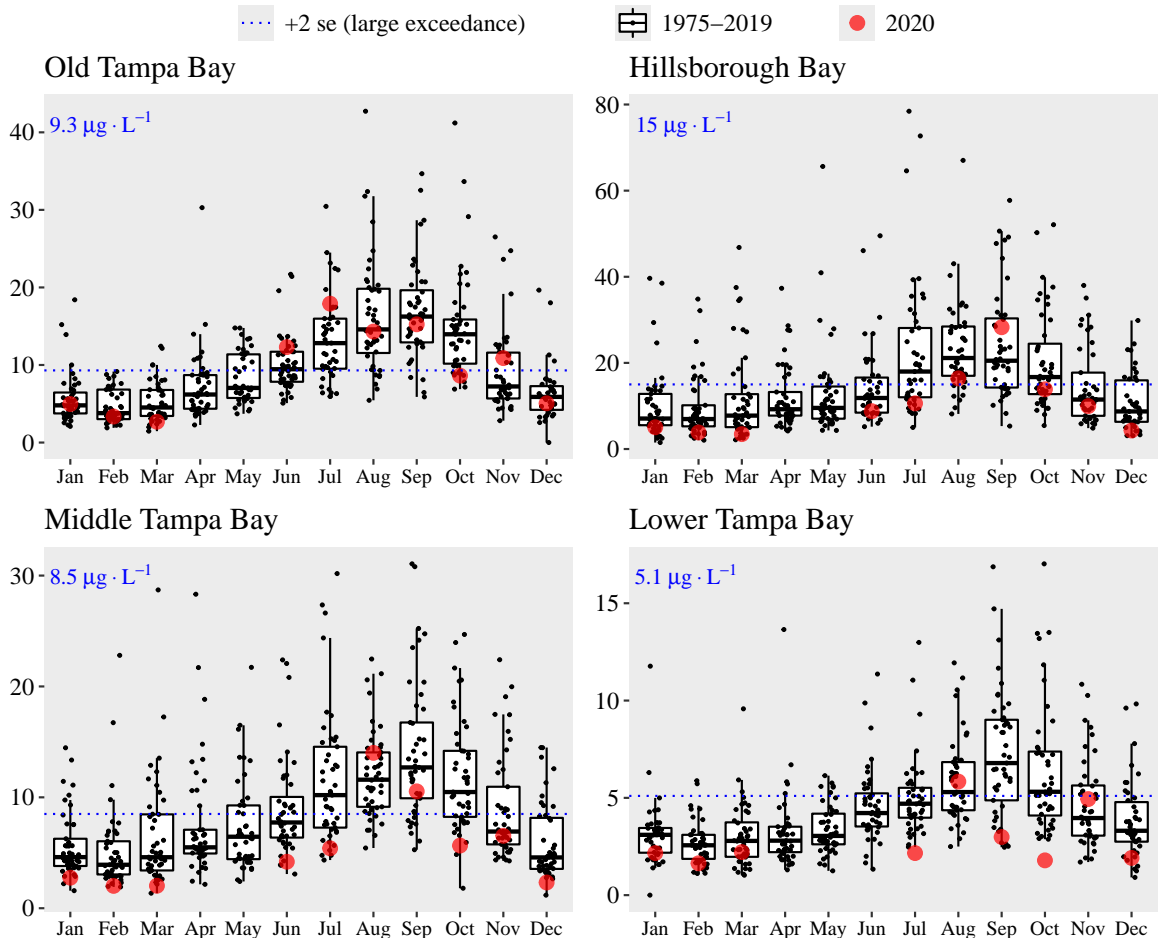 +2 se (large exceedance) 1975–2019 2020
Old Tampa Bay
9.3 μg · L⁻¹
40
30
20
10
0
Jan Feb Mar Apr May Jun Jul Aug Sep Oct Nov Dec
Hillsborough Bay
15 μg · L⁻¹
80
60
40
20
0
Jan Feb Mar Apr May Jun Jul Aug Sep Oct Nov Dec
Middle Tampa Bay
8.5 μg · L⁻¹
30
20
10
0
Jan Feb Mar Apr May Jun Jul Aug Sep Oct Nov Dec
Lower Tampa Bay
5.1 μg · L⁻¹
15
10
5
0
Jan Feb Mar Apr May Jun Jul Aug Sep Oct Nov Dec